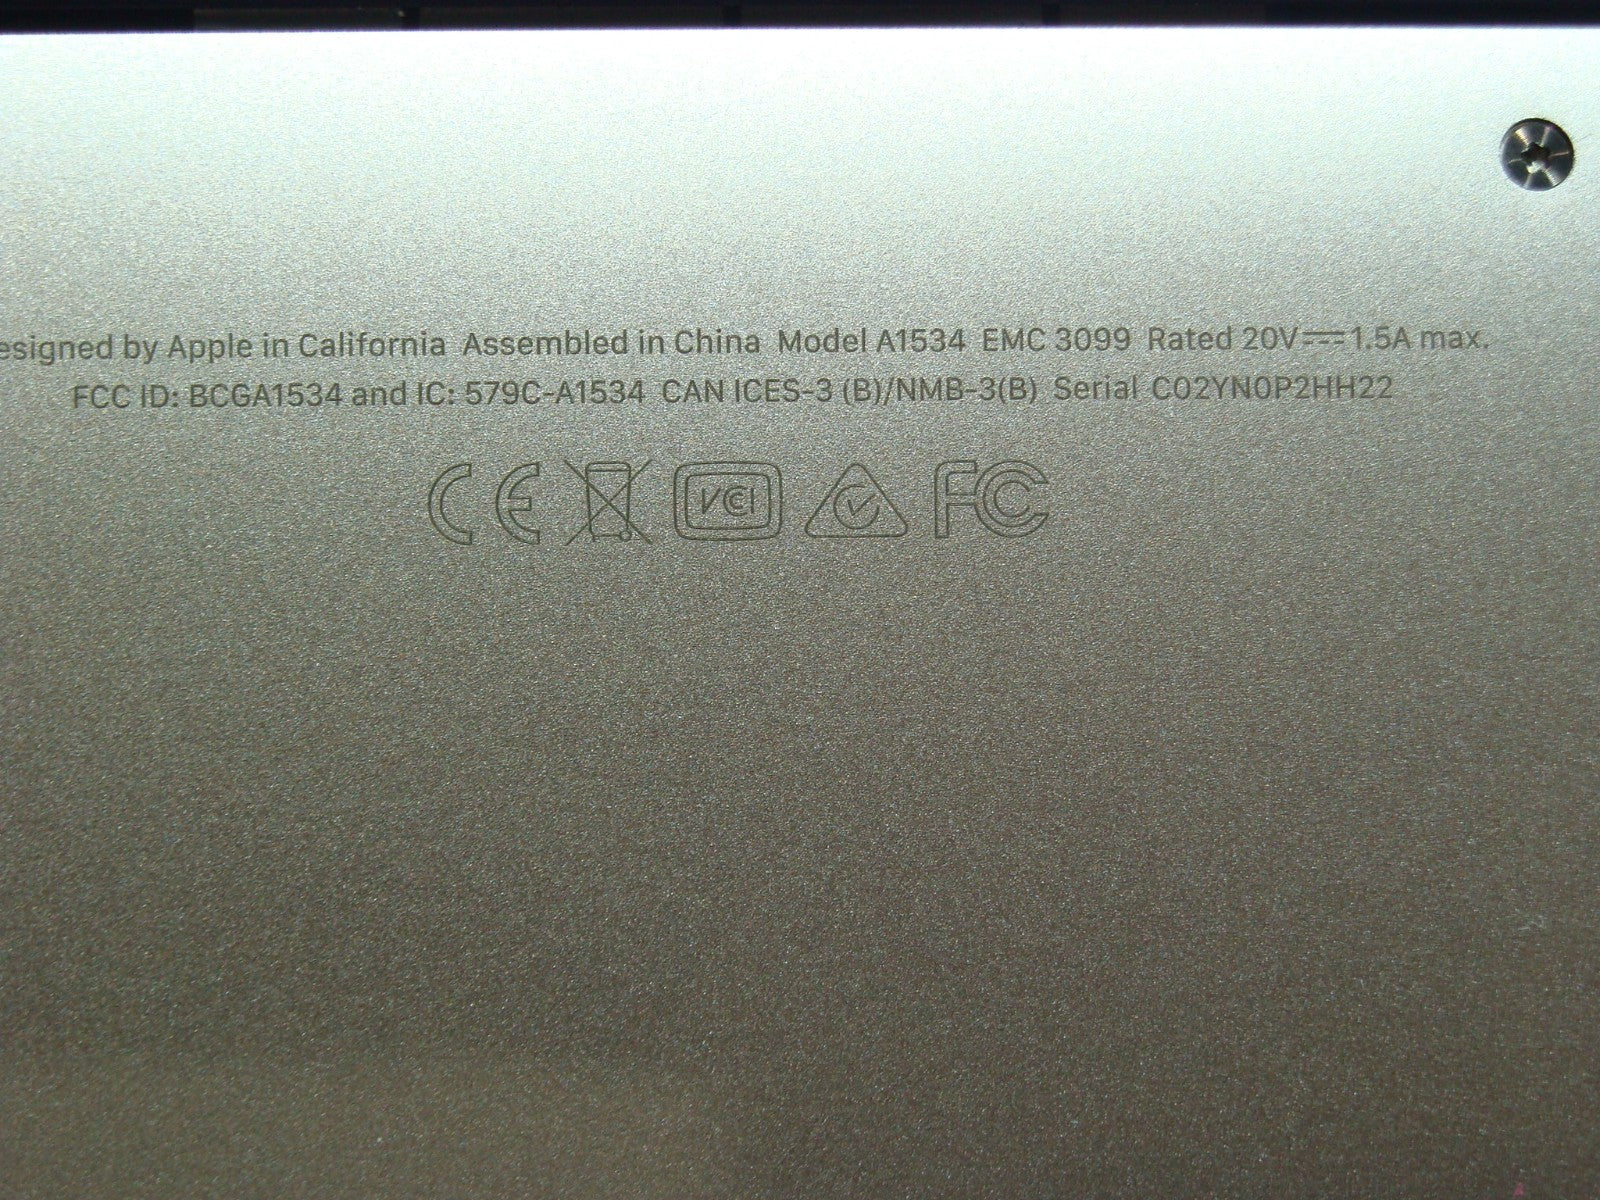 esigned by Apple in California Assembled in China Model A1534 EMC 3099 Rated 20V⎓1.5A max.
FCC ID: BCGA1534 and IC: 579C-A1534 CAN ICES-3 (B)/NMB-3(B) Serial C02YN0P2HH22
CE VCI FC